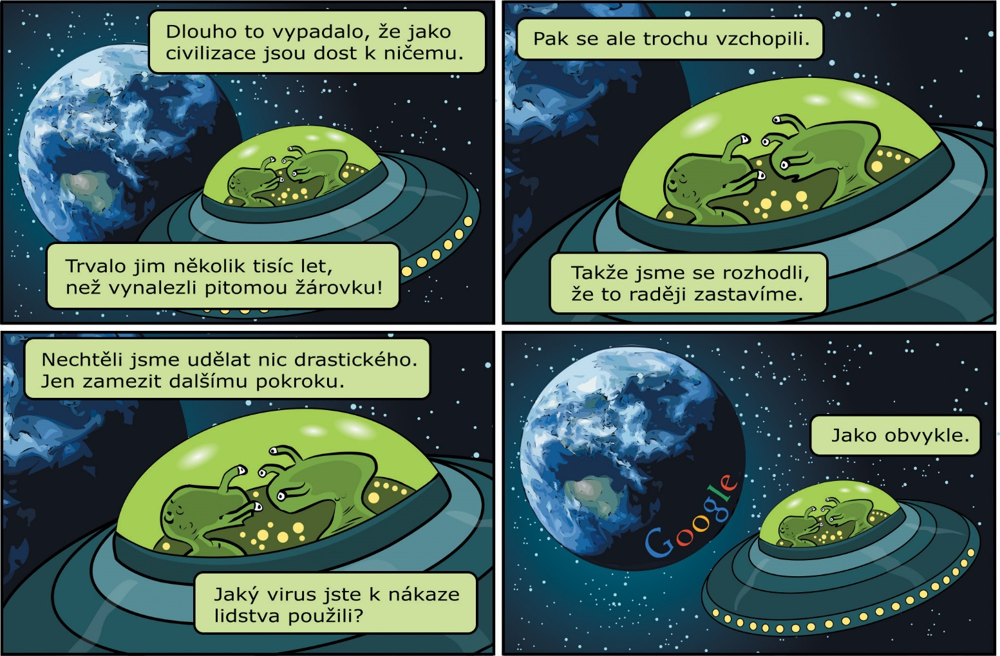 Dlouho to vypadalo, že jako
civilizace jsou dost k ničemu.
Trvalo jim několik tisíc let,
než vynalezli pitomou žárovku!
Pak se ale trochu vzchopili.
Takže jsme se rozhodli,
že to raději zastavíme.
Nechtěli jsme udělat nic drastického.
Jen zamezit dalšímu pokroku.
Jaký virus jste k nákaze
lidstva použili?
Jako obvykle.
Google